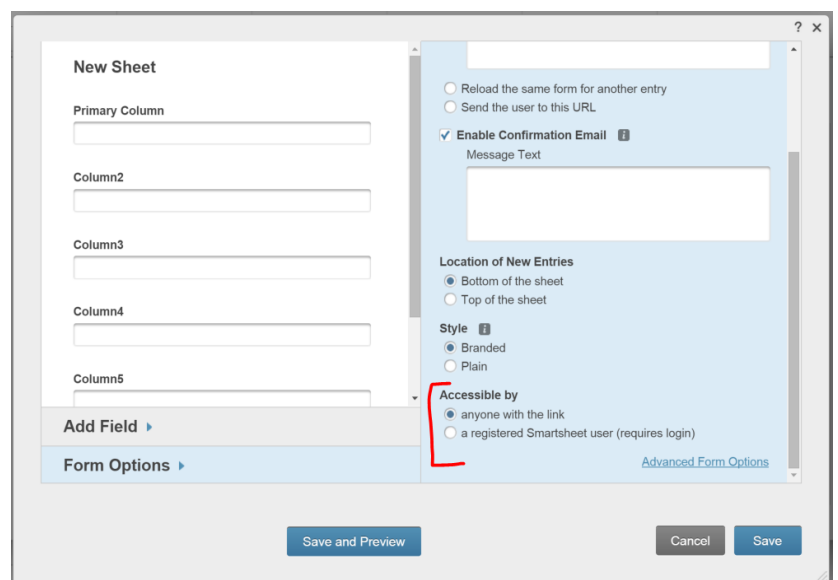 ? ×
New Sheet
Primary Column
Column2
Column3
Column4
Column5
Add Field
Form Options
Reload the same form for another entry
Send the user to this URL
Enable Confirmation Email i
Message Text
Location of New Entries
Bottom of the sheet
Top of the sheet
Style i
Branded
Plain
Accessible by
anyone with the link
a registered Smartsheet user (requires login)
Advanced Form Options
Save and Preview
Cancel
Save